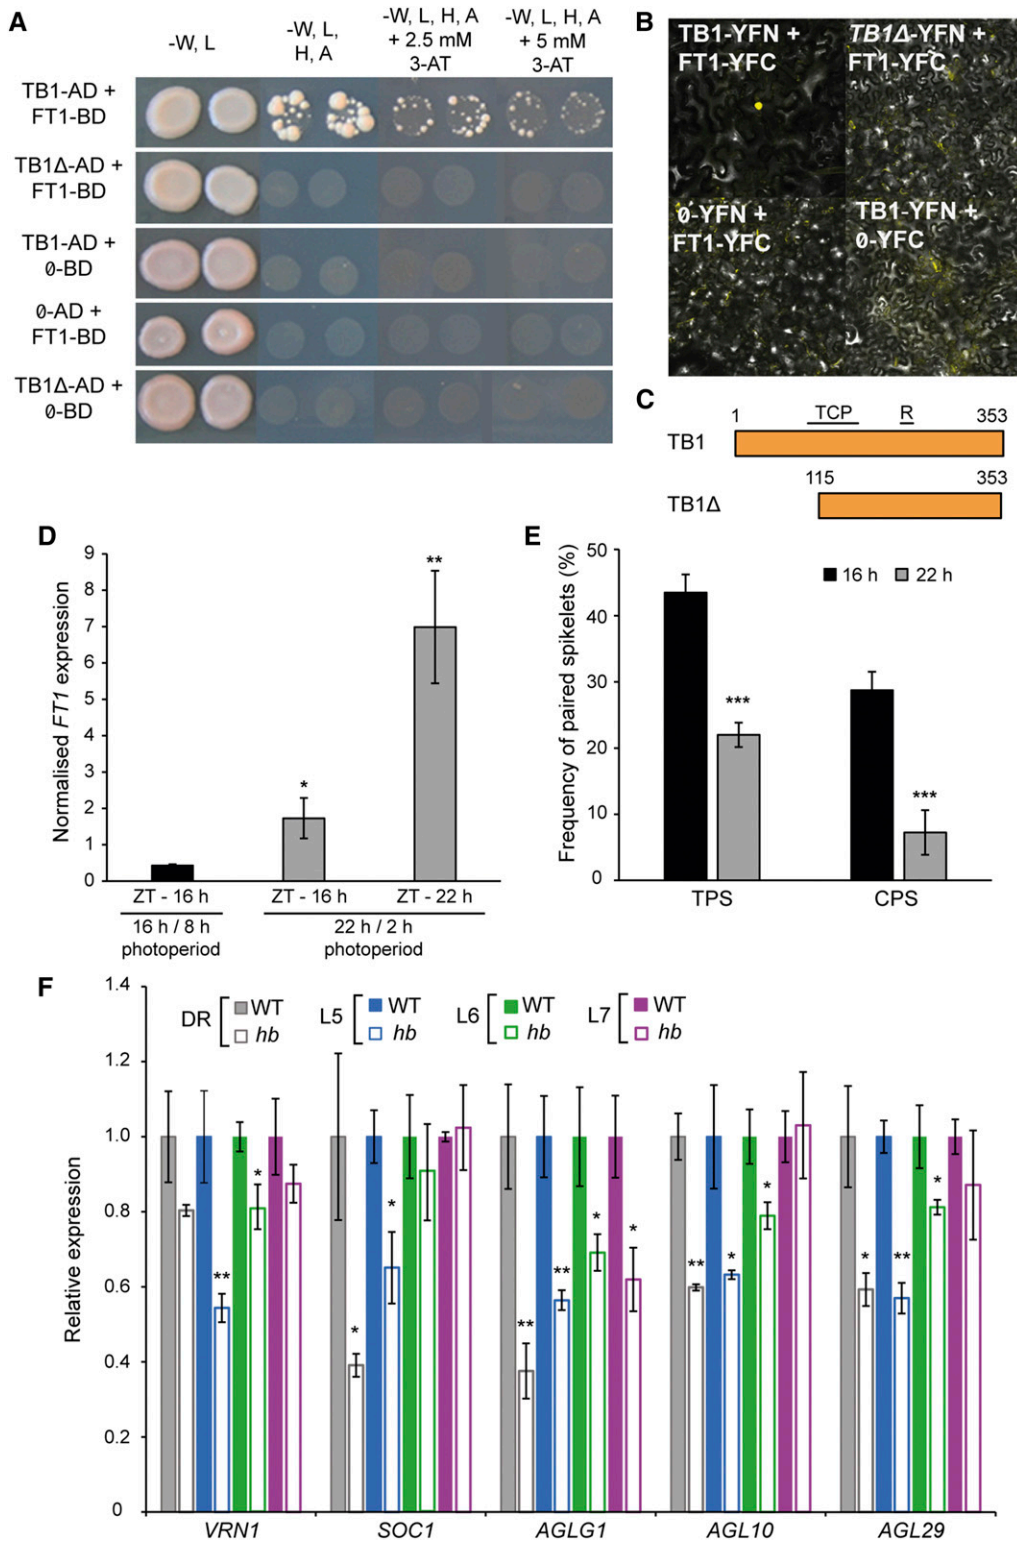 A
-W, L
-W, L,
H, A
-W, L, H, A
+ 2.5 mM
3-AT
-W, L, H, A
+ 5 mM
3-AT
TB1-AD +
FT1-BD
TB1Δ-AD +
FT1-BD
TB1-AD +
0-BD
0-AD +
FT1-BD
TB1Δ-AD +
0-BD
B
TB1-YFN +
FT1-YFC
TB1Δ-YFN +
FT1-YFC
0-YFN +
FT1-YFC
TB1-YFN +
0-YFC
C
1 TCP R 353
TB1
115 353
TB1Δ
D
Normalised FT1 expression
9
8
7
6
5
4
3
2
1
0
*
**
ZT - 16 h ZT - 16 h ZT - 22 h
16 h / 8 h
photoperiod
22 h / 2 h
photoperiod
E
Frequency of paired spikelets (%)
50
40
30
20
10
0
16 h 22 h
***
***
TPS CPS
F
Relative expression
1.4
1.2
1.0
0.8
0.6
0.4
0.2
0
DR WT hb
L5 WT hb
L6 WT hb
L7 WT hb
** *
* *
** ** * *
** * *
* ** *
VRN1 SOC1 AGLG1 AGL10 AGL29